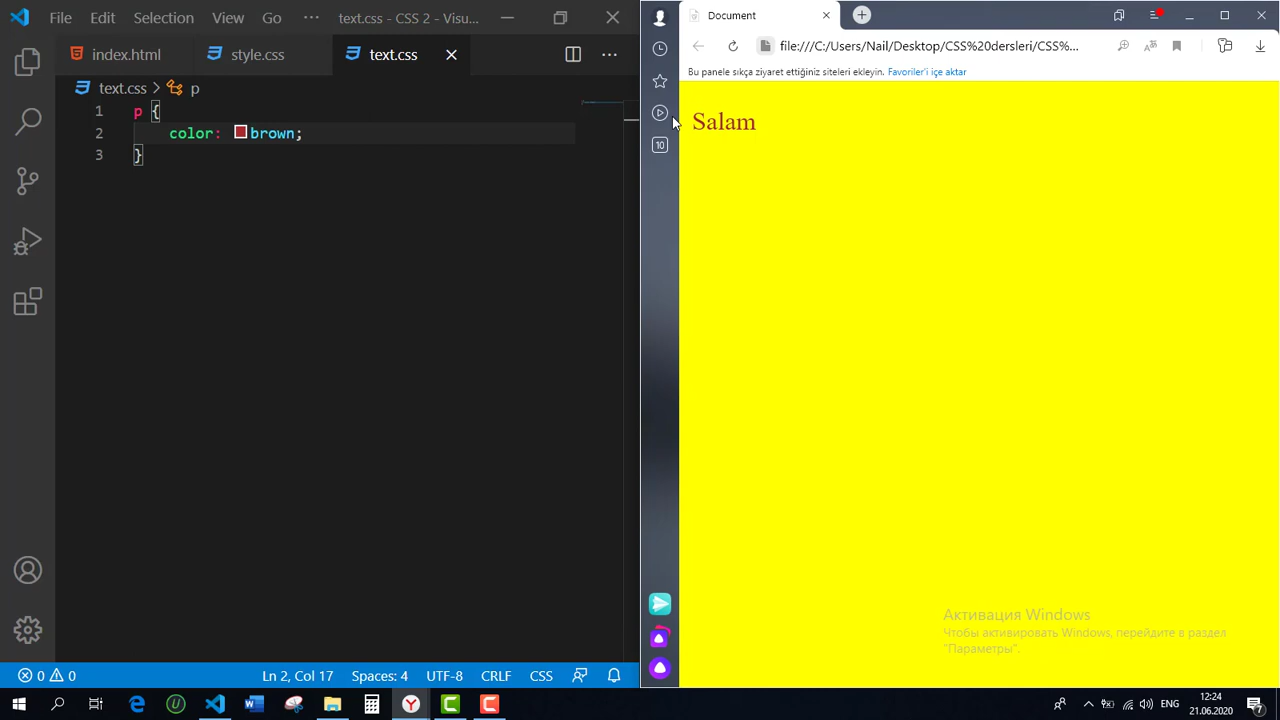 File Edit Selection View Go ··· text.css - CSS 2 - Visu...
index.html style.css text.css
text.css > p
1 p {
2 color: brown;
3 }
0 0 Ln 2, Col 17 Spaces: 4 UTF-8 CRLF CSS
Document
file:///C:/Users/Nail/Desktop/CSS%20dersleri/CSS%...
Bu panele sıkça ziyaret ettiğiniz siteleri ekleyin. Favoriler'i içe aktar
10
Salam
Активация Windows
Чтобы активировать Windows, перейдите в раздел
"Параметры".
ENG
12:24
21.06.2020
7